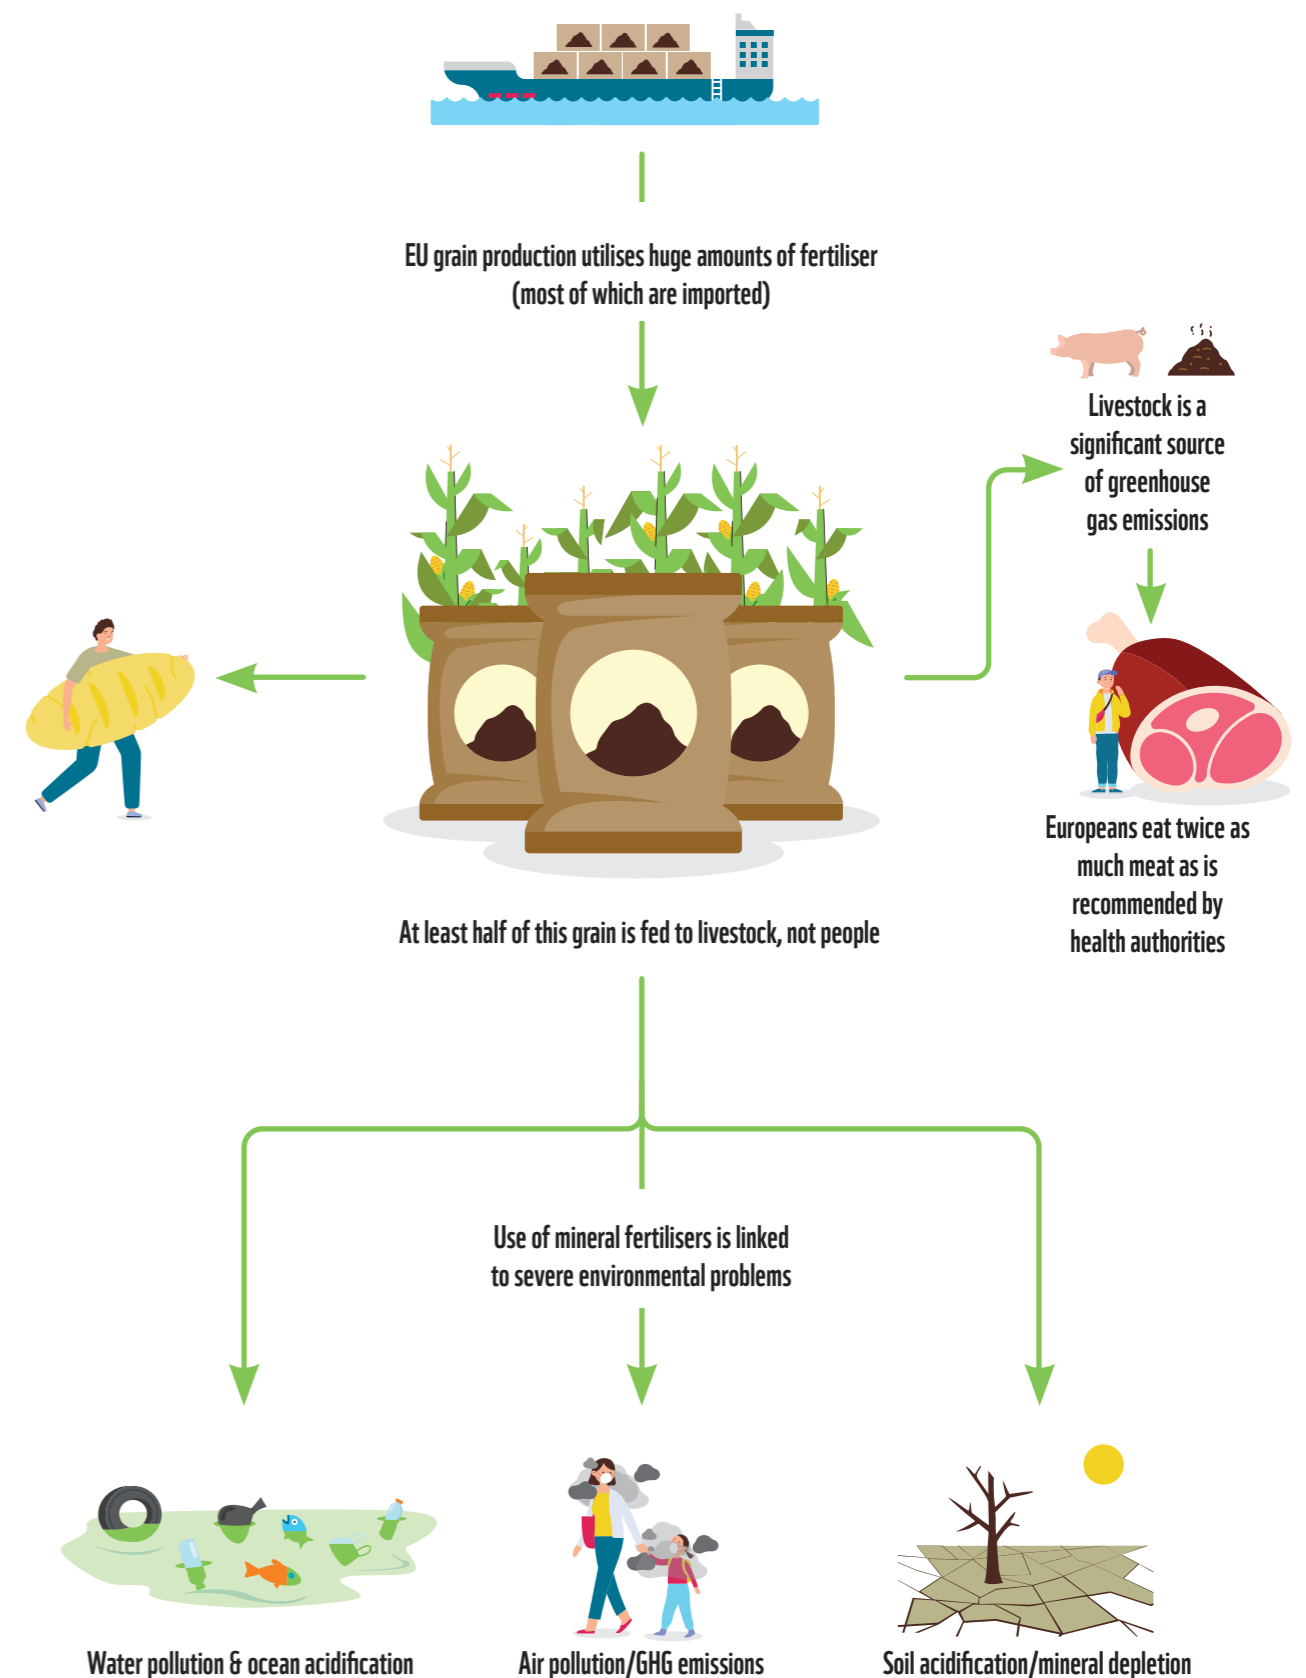 EU grain production utilises huge amounts of fertiliser
(most of which are imported)
Livestock is a
significant source
of greenhouse
gas emissions
Europeans eat twice as
much meat as is
recommended by
health authorities
At least half of this grain is fed to livestock, not people
Use of mineral fertilisers is linked
to severe environmental problems
Water pollution & ocean acidification
Air pollution/GHG emissions
Soil acidification/mineral depletion